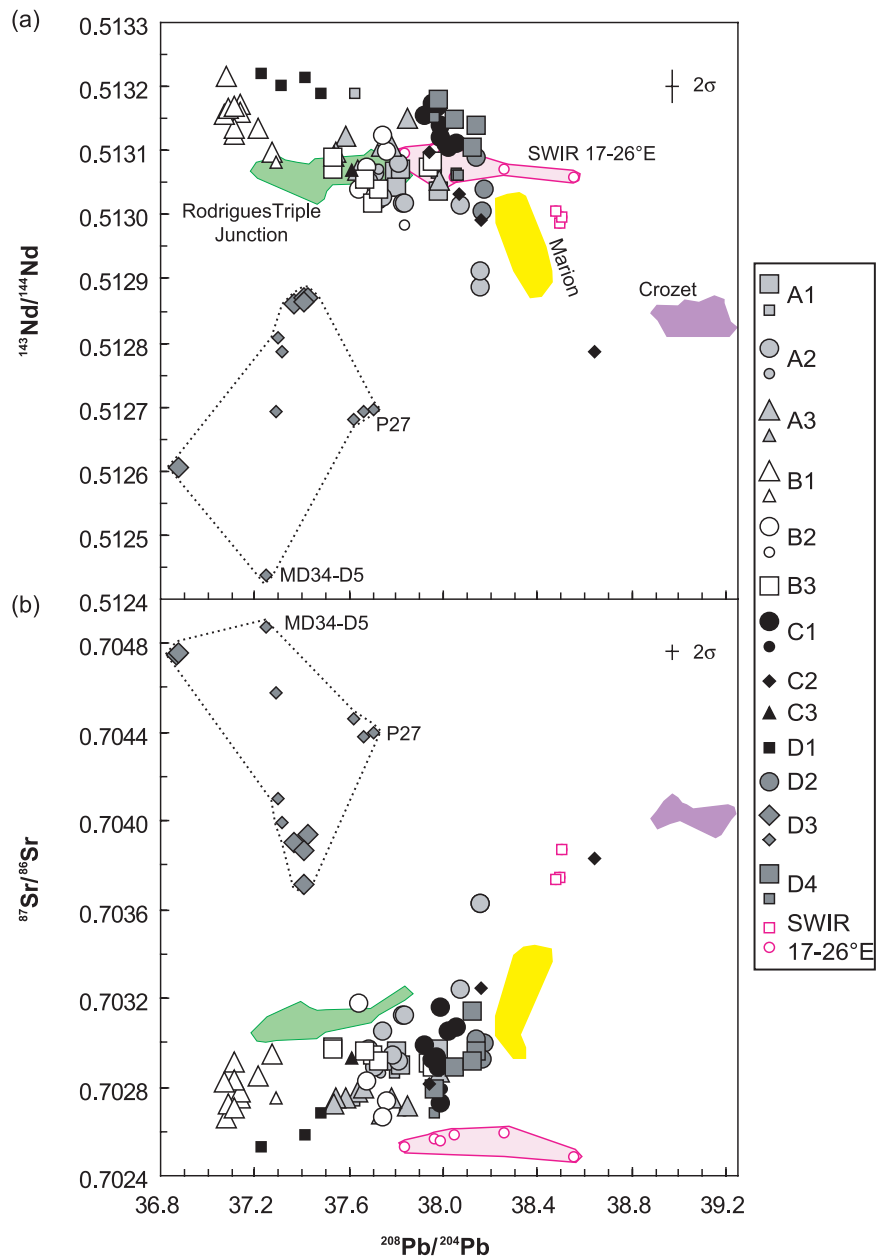 (a)
0.5133
0.5132
0.5131
0.5130
0.5129
0.5128
0.5127
0.5126
0.5125
0.5124
¹⁴³Nd/¹⁴⁴Nd
2σ
SWIR 17-26°E
RodriguesTriple
Junction
Marion
Crozet
P27
MD34-D5
(b)
0.7048
0.7044
0.7040
0.7036
0.7032
0.7028
0.7024
⁸⁷Sr/⁸⁶Sr
MD34-D5
2σ
P27
36.8 37.2 37.6 38.0 38.4 38.8 39.2
²⁰⁸Pb/²⁰⁴Pb
A1
A2
A3
B1
B2
B3
C1
C2
C3
D1
D2
D3
D4
SWIR
17-26°E